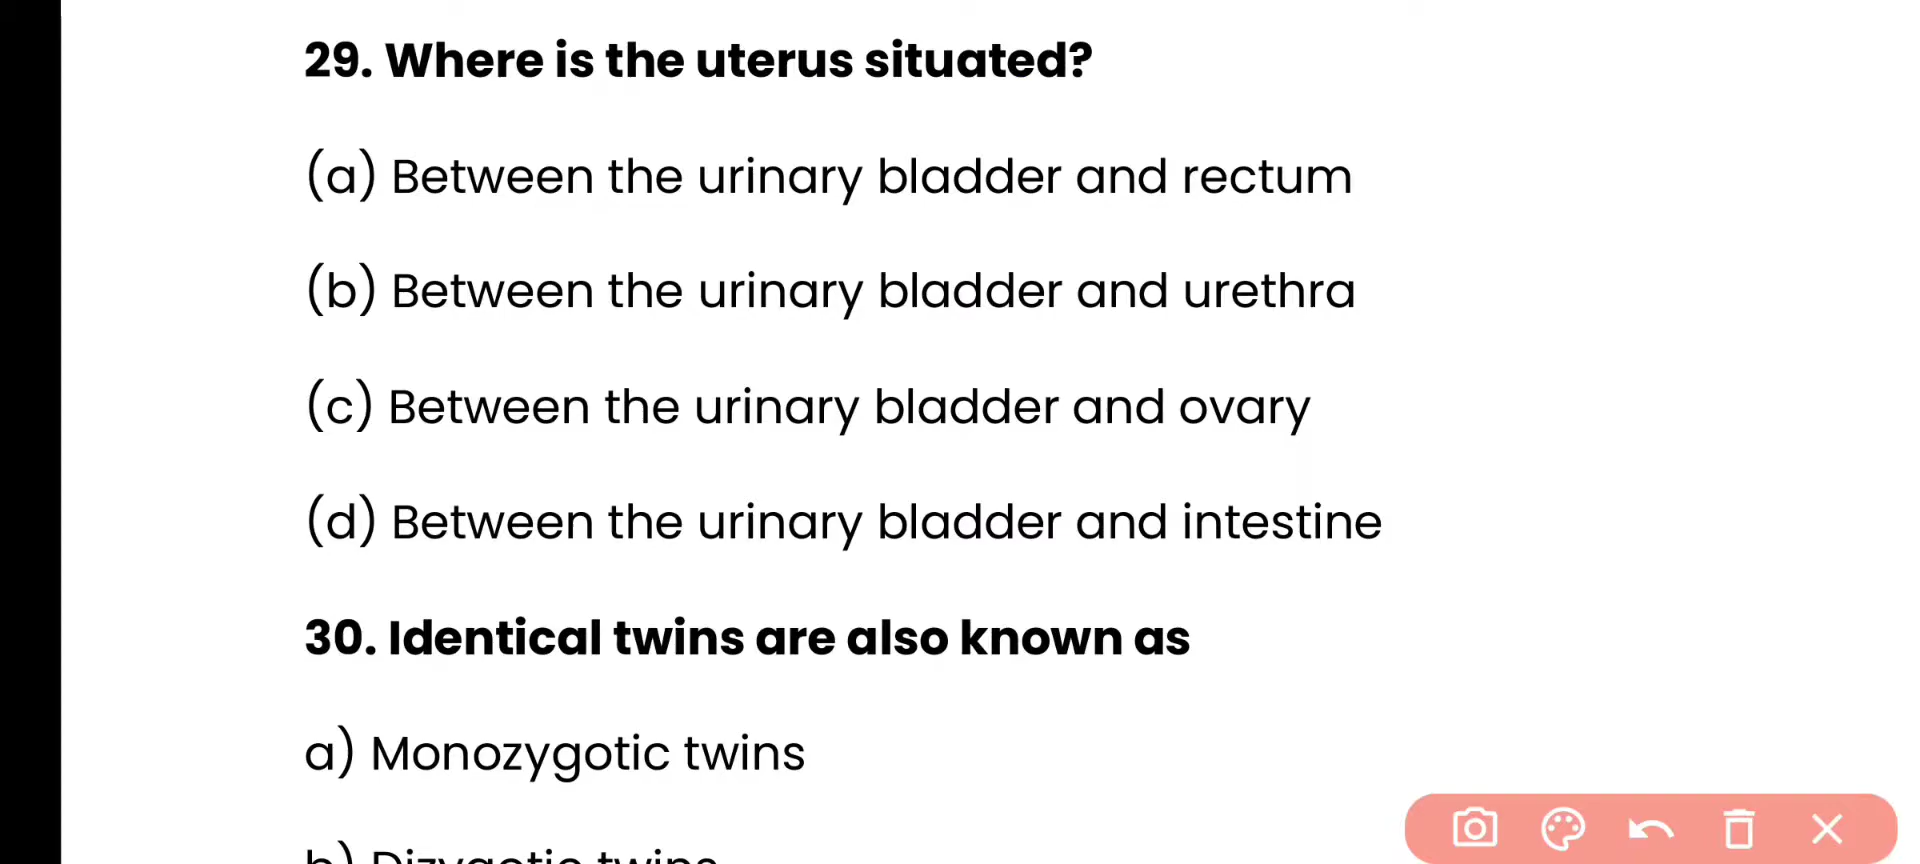 29. Where is the uterus situated?
(a) Between the urinary bladder and rectum
(b) Between the urinary bladder and urethra
(c) Between the urinary bladder and ovary
(d) Between the urinary bladder and intestine
30. Identical twins are also known as
a) Monozygotic twins
b) Dizygotic twins